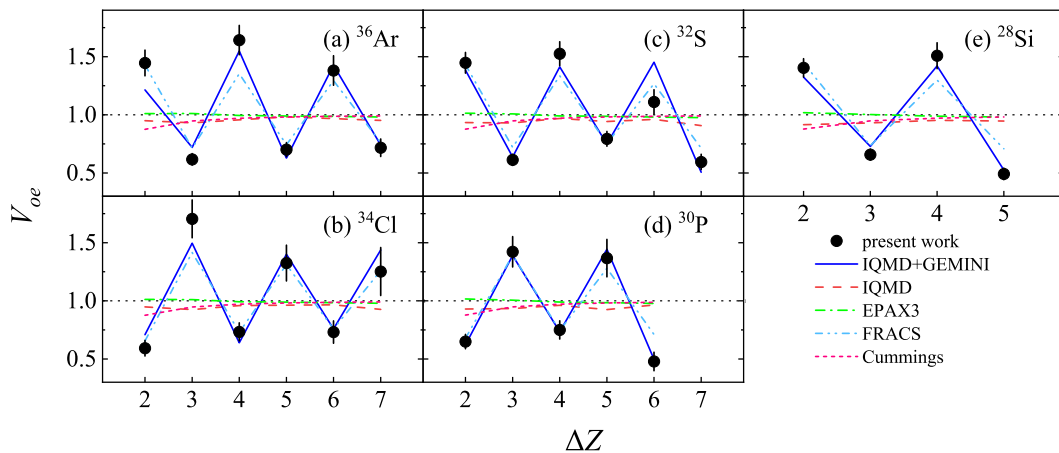 (a) ³⁶Ar
(c) ³²S
(e) ²⁸Si
1.5
1.0
0.5
2 3 4 5
V_oe
(b) ³⁴Cl
(d) ³⁰P
1.5
1.0
0.5
present work
IQMD+GEMINI
IQMD
EPAX3
FRACS
Cummings
2 3 4 5 6 7
2 3 4 5 6 7
ΔZ